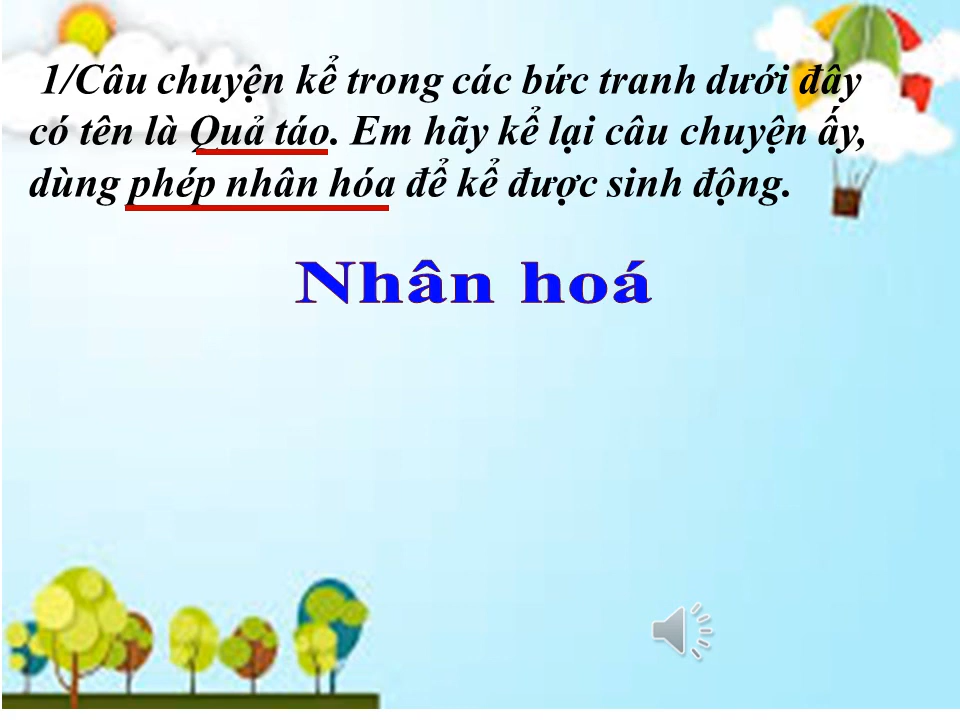 1/Câu chuyện kể trong các bức tranh dưới đây
có tên là Quả táo. Em hãy kể lại câu chuyện ấy,
dùng phép nhân hóa để kể được sinh động.
Nhân hoá